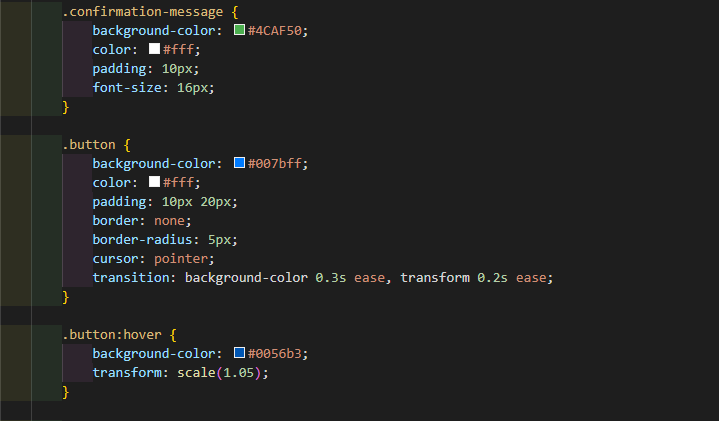 .confirmation-message {
background-color: #4CAF50;
color: #fff;
padding: 10px;
font-size: 16px;
}
.button {
background-color: #007bff;
color: #fff;
padding: 10px 20px;
border: none;
border-radius: 5px;
cursor: pointer;
transition: background-color 0.3s ease, transform 0.2s ease;
}
.button:hover {
background-color: #0056b3;
transform: scale(1.05);
}